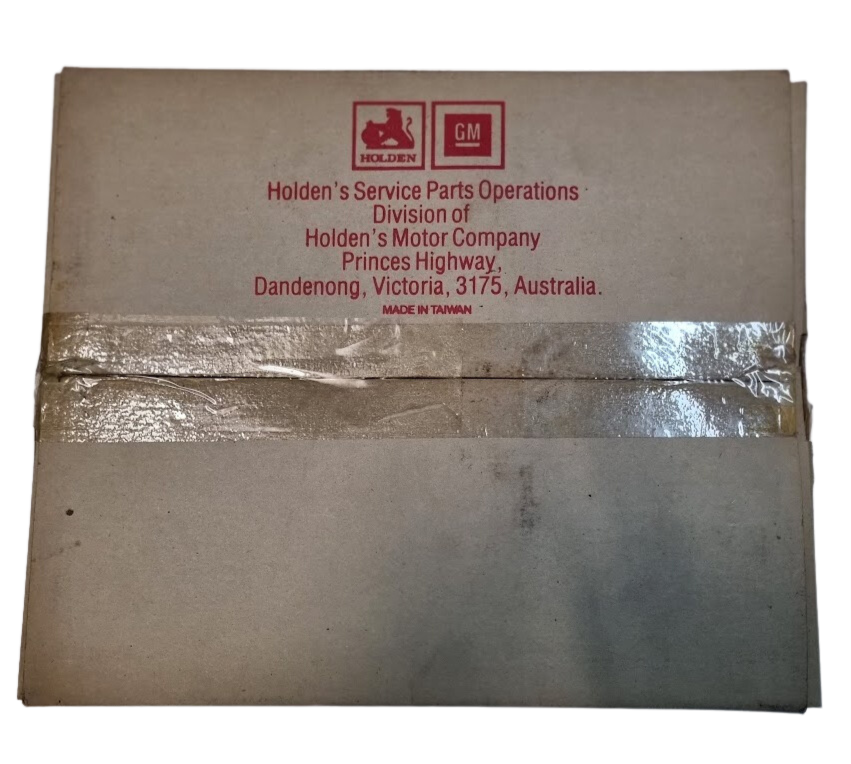 HOLDEN GM
Holden's Service Parts Operations
Division of
Holden's Motor Company
Princes Highway,
Dandenong, Victoria, 3175, Australia.
MADE IN TAIWAN